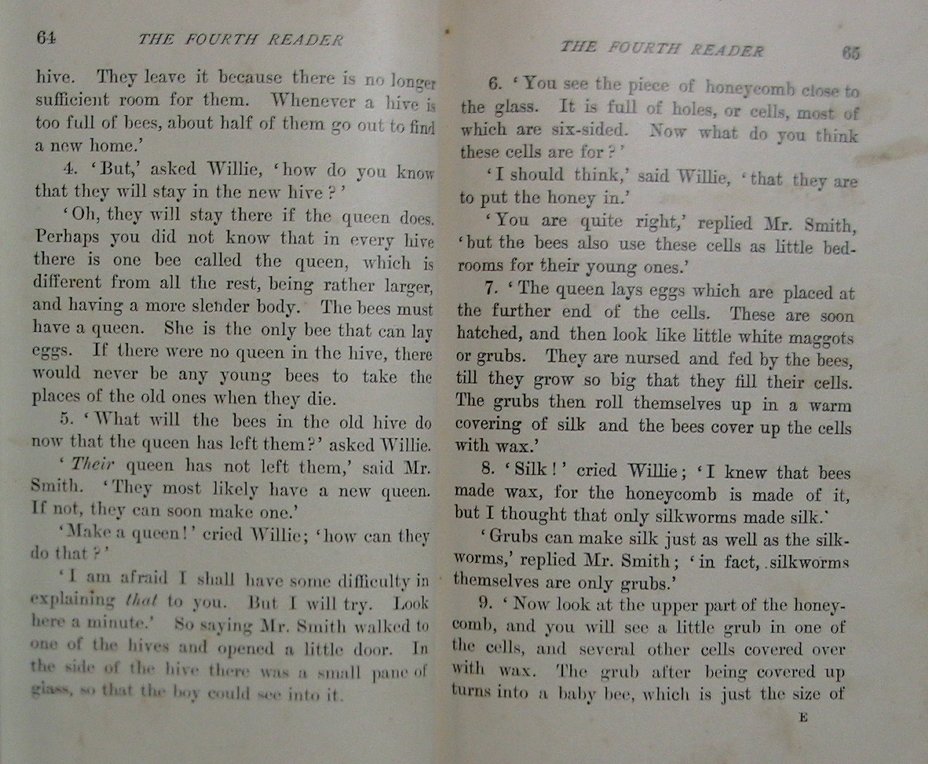 64
THE FOURTH READER
hive. They leave it because there is no longer
sufficient room for them. Whenever a hive is
too full of bees, about half of them go out to find
a new home.'
4. 'But,' asked Willie, 'how do you know
that they will stay in the new hive?'
'Oh, they will stay there if the queen does.
Perhaps you did not know that in every hive
there is one bee called the queen, which is
different from all the rest, being rather larger,
and having a more slender body. The bees must
have a queen. She is the only bee that can lay
eggs. If there were no queen in the hive, there
would never be any young bees to take the
places of the old ones when they die.
5. 'What will the bees in the old hive do
now that the queen has left them?' asked Willie.
'Their queen has not left them,' said Mr.
Smith. 'They most likely have a new queen.
If not, they can soon make one.'
'Make a queen!' cried Willie; 'how can they
do that?'
'I am afraid I shall have some difficulty in
explaining that to you. But I will try. Look
here a minute.' So saying Mr. Smith walked to
one of the hives and opened a little door. In
the side of the hive there was a small pane of
glass, so that the boy could see into it.
THE FOURTH READER
65
6. 'You see the piece of honeycomb close to
the glass. It is full of holes, or cells, most of
which are six-sided. Now what do you think
these cells are for?'
'I should think,' said Willie, 'that they are
to put the honey in.'
'You are quite right,' replied Mr. Smith,
'but the bees also use these cells as little bed-
rooms for their young ones.'
7. 'The queen lays eggs which are placed at
the further end of the cells. These are soon
hatched, and then look like little white maggots
or grubs. They are nursed and fed by the bees,
till they grow so big that they fill their cells.
The grubs then roll themselves up in a warm
covering of silk and the bees cover up the cells
with wax.'
8. 'Silk!' cried Willie; 'I knew that bees
made wax, for the honeycomb is made of it,
but I thought that only silkworms made silk.'
'Grubs can make silk just as well as the silk-
worms,' replied Mr. Smith; 'in fact, silkworms
themselves are only grubs.'
9. 'Now look at the upper part of the honey-
comb, and you will see a little grub in one of
the cells, and several other cells covered over
with wax. The grub after being covered up
turns into a baby bee, which is just the size of
E